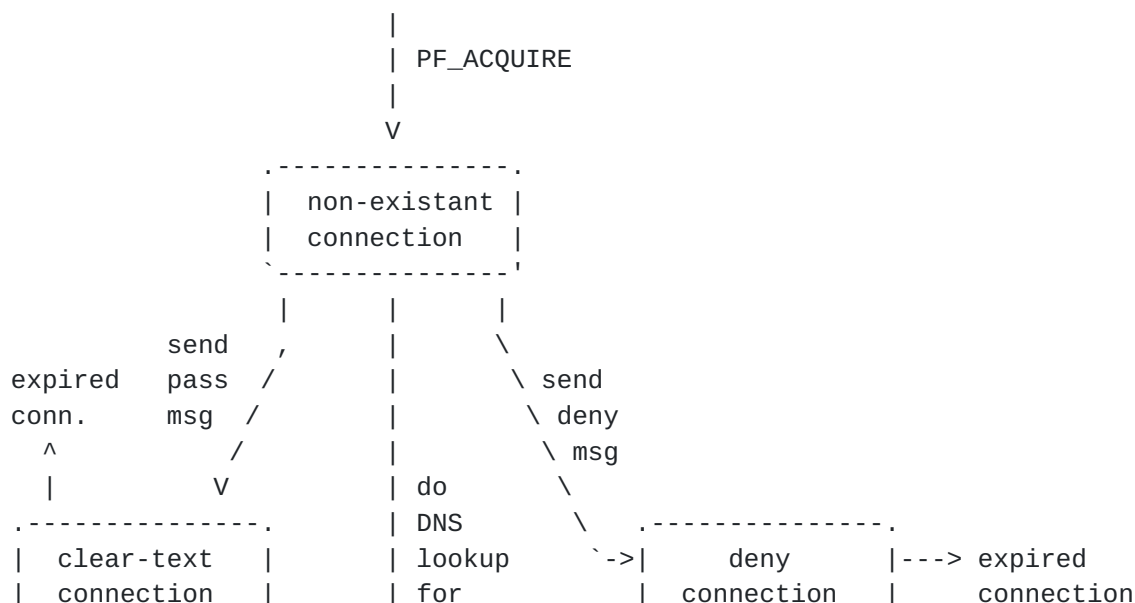 |
                        | PF_ACQUIRE
                        |
                        V
                .---------------.
                |  non-existant |
                |  connection   |
                `---------------'
                 |      |      |
          send   ,      |      \
expired   pass  /       |       \ send
conn.     msg  /        |        \ deny
  ^           /         |         \ msg
  |          V          | do       \
.---------------.       | DNS       \   .---------------.
|  clear-text   |       | lookup     `->|     deny      |---> expired
|  connection   |       | for           |  connection   |     connection